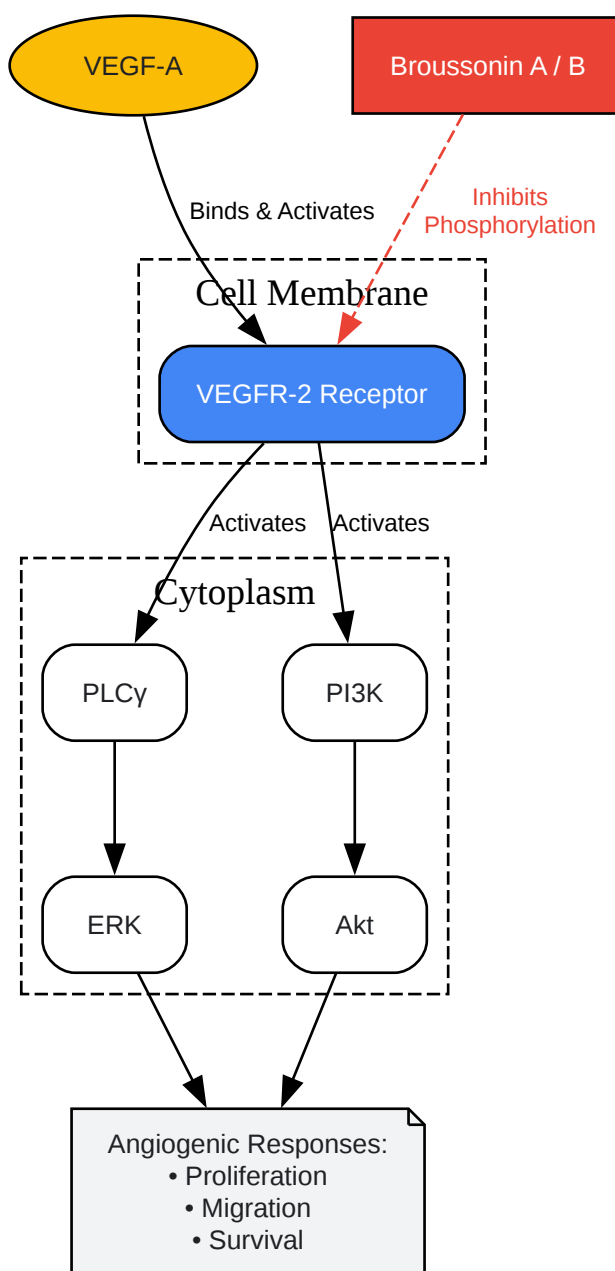 VEGF-A
Broussonin A / B
Binds & Activates
Inhibits
Phosphorylation
Cell Membrane
VEGFR-2 Receptor
Activates
Activates
Cytoplasm
PLCγ
PI3K
ERK
Akt
Angiogenic Responses:
• Proliferation
• Migration
• Survival